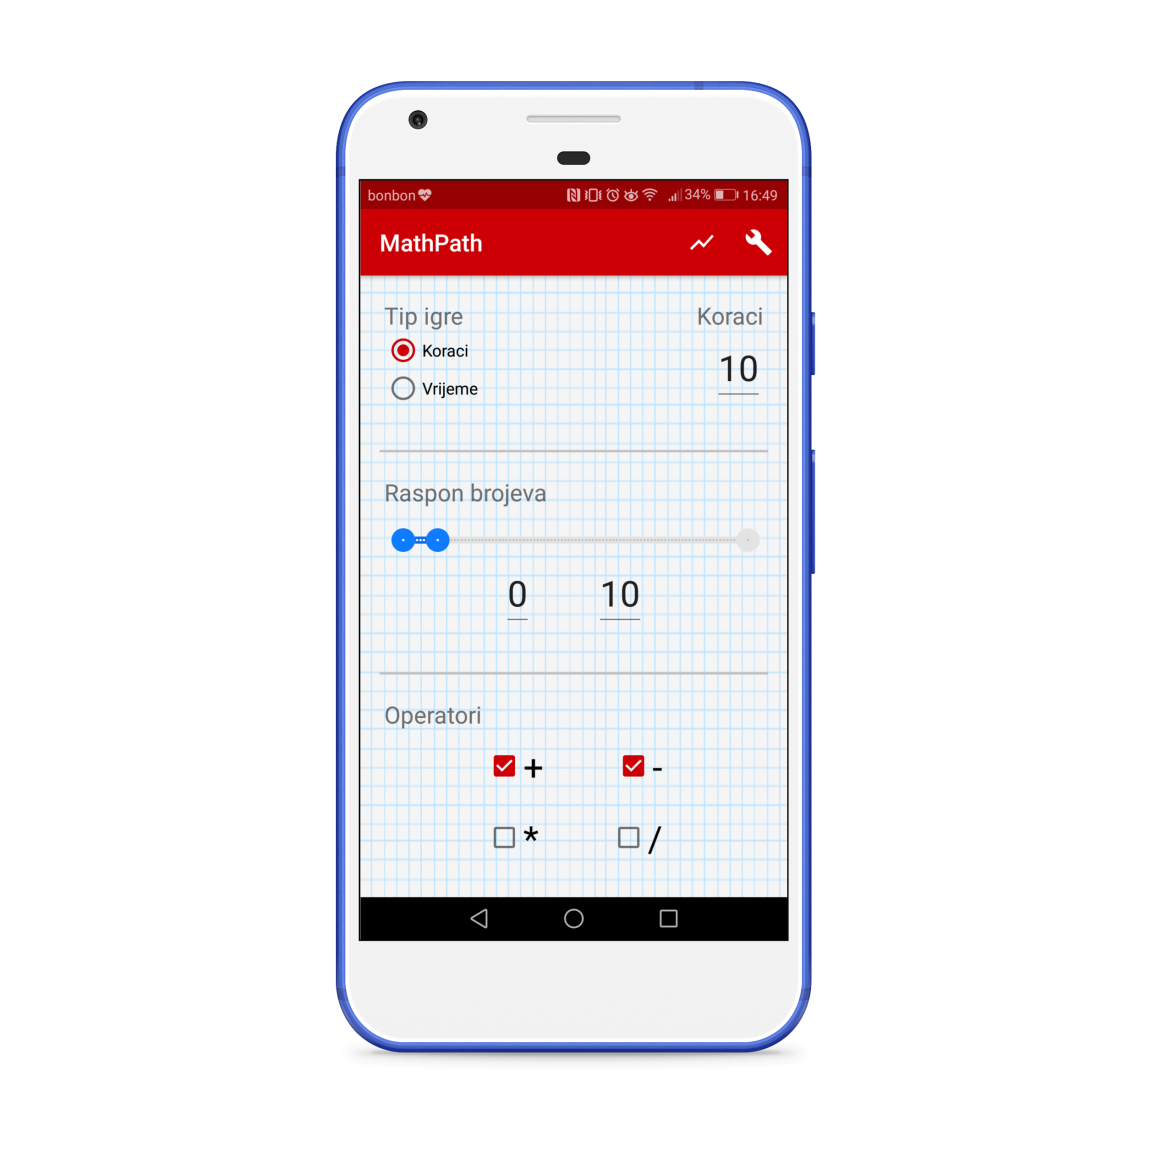 bonbon 34% 16:49
MathPath
Tip igre Koraci
Koraci
10
Vrijeme
Raspon brojeva
0 10
Operatori
+ -
* /